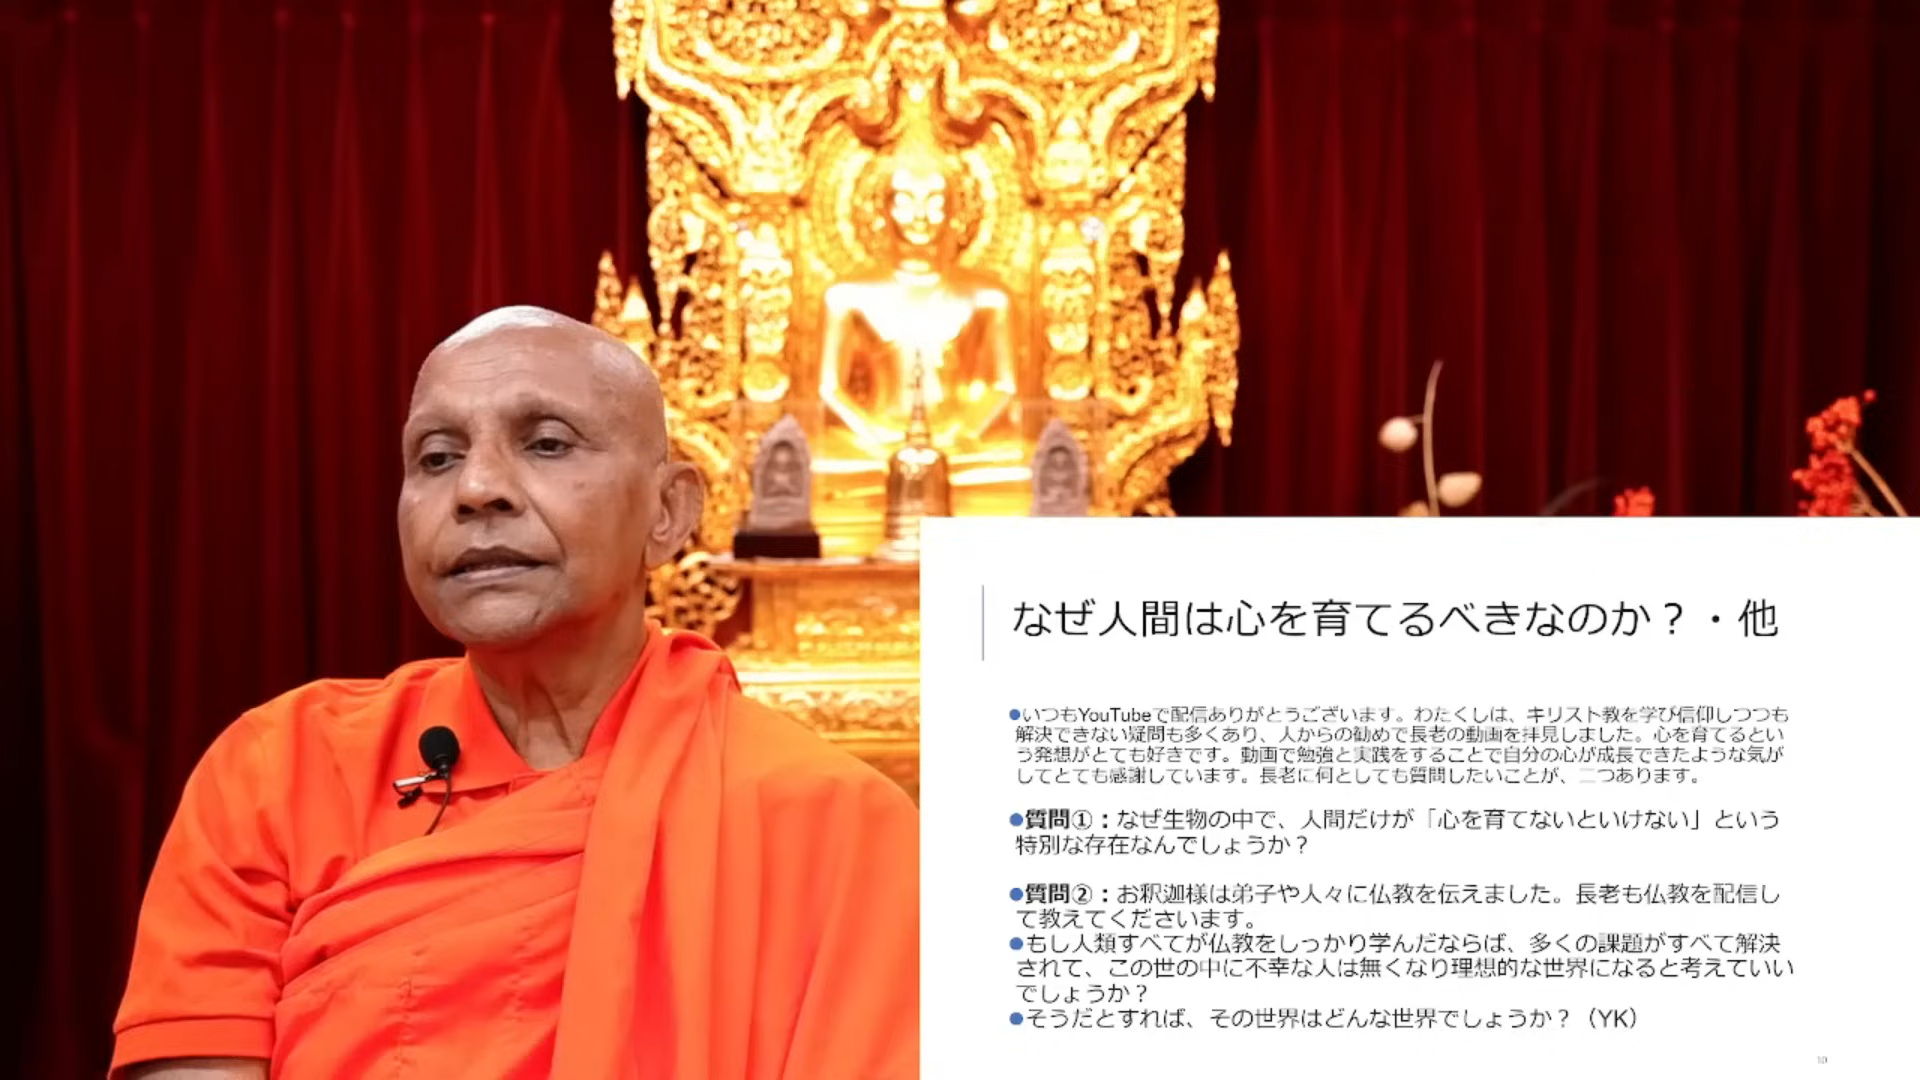 なぜ人間は心を育てるべきなのか？・他
●いつもYouTubeで配信ありがとうございます。わたくしは、キリスト教を学び信仰しつつも
解決できない疑問も多くあり、人からの勧めで長老の動画を拝見しました。心を育てるとい
う発想がとても好きです。動画で勉強と実践をすることで自分の心が成長できたような気が
してとても感謝しています。長老に何としても質問したいことが、二つあります。
●質問①：なぜ生物の中で、人間だけが「心を育てないといけない」という
特別な存在なんでしょうか？
●質問②：お釈迦様は弟子や人々に仏教を伝えました。長老も仏教を配信し
て教えてくださいます。
●もし人類すべてが仏教をしっかり学んだならば、多くの課題がすべて解決
されて、この世の中に不幸な人は無くなり理想的な世界になると考えていい
でしょうか？
●そうだとすれば、その世界はどんな世界でしょうか？（YK）
10